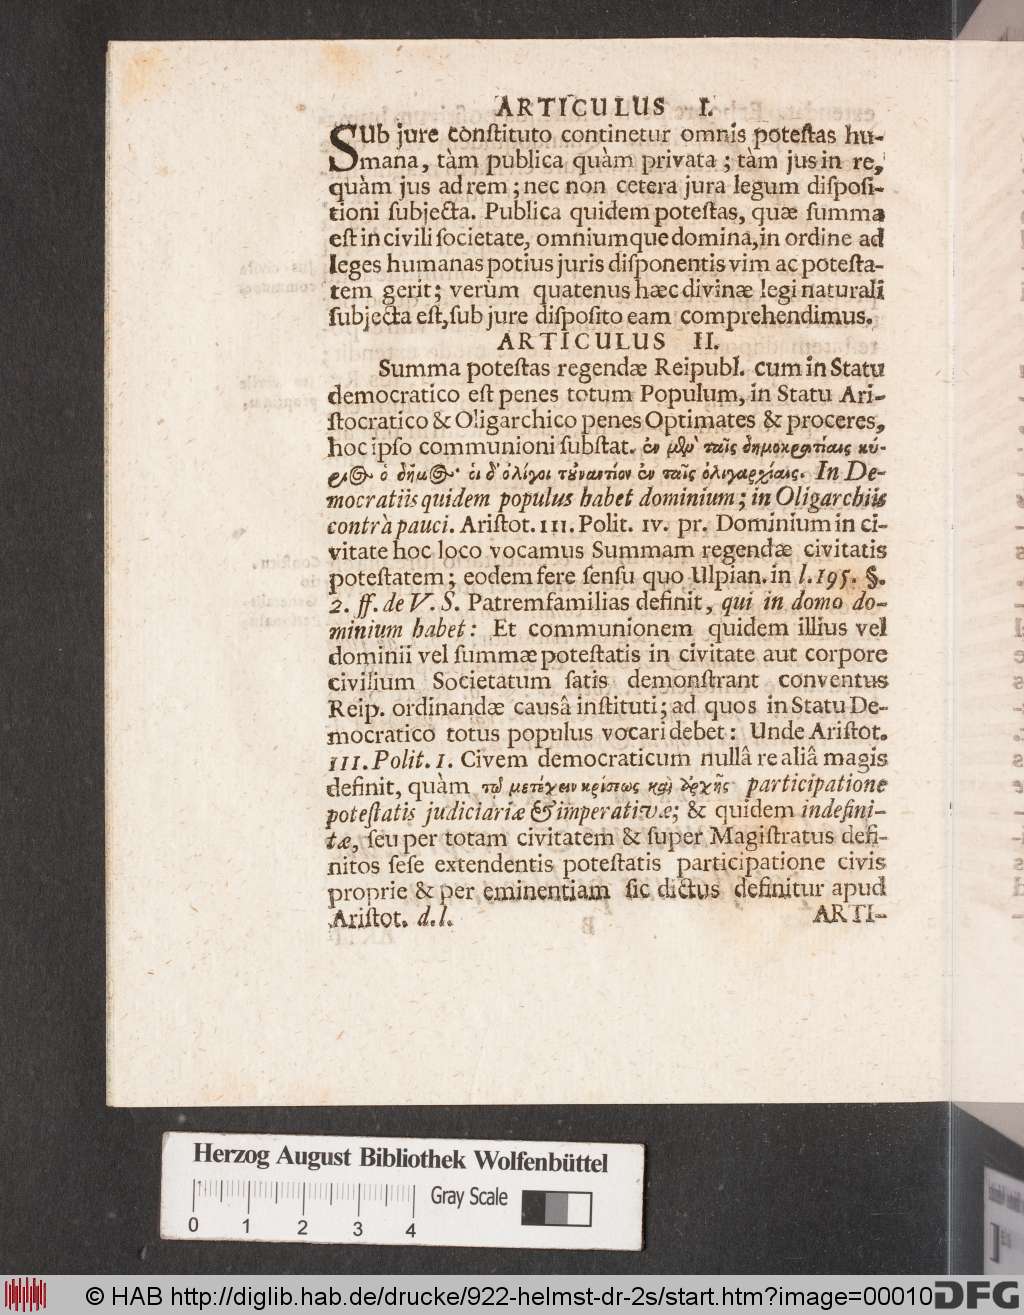 ARTICULUS I.
SUb jure cònſtituto continetur omnis poteſtas hu-
mana, tàm publica quàm privata; tàm jus in re,
quàm jus ad rem; nec non cetera jura legum diſpoſi-
tioni ſubjecta. Publica quidem poteſtas, quæ ſumma
eſt in civili ſocietate, omniumque domina, in ordine ad
leges humanas potius juris diſponentis vim ac poteſta-
tem gerit; verùm quatenus hæc divinæ legi naturali
ſubjecta eſt, ſub jure diſpoſito eam comprehendimus.
ARTICULUS II.
Summa poteſtas regendæ Reipubl. cum in Statu
democratico eſt penes totum Populum, in Statu Ari-
ſtocratico & Oligarchico penes Optimates & proceres,
hoc ipſo communioni ſubſtat. ἐν μὲν ταῖς δημοκρατίαις κύ-
ριος ὁ δῆμος· οἱ δ' ὀλίγοι τοὐναντίον ἐν ταῖς ὀλιγαρχίαις. In De-
mocratiis quidem populus habet dominium; in Oligarchiis
contrà pauci. Ariſtot. III. Polit. IV. pr. Dominium in ci-
vitate hoc loco vocamus Summam regendæ civitatis
poteſtatem; eodem fere ſenſu quo Ulpian. in l. 195. §.
2. ff. de V. S. Patremfamilias definit, qui in domo do-
minium habet: Et communionem quidem illius vel
dominii vel ſummæ poteſtatis in civitate aut corpore
civilium Societatum ſatis demonſtrant conventus
Reip. ordinandæ causâ inſtituti; ad quos in Statu De-
mocratico totus populus vocari debet: Unde Ariſtot.
III. Polit. I. Civem democraticum nullâ re aliâ magis
definit, quàm τῷ μετέχειν κρίσεως καὶ ἀρχῆς participatione
poteſtatis judiciariæ & imperativæ; & quidem indefini-
tæ, ſeu per totam civitatem & ſuper Magiſtratus defi-
nitos ſeſe extendentis poteſtatis participatione civis
proprie & per eminentiam ſic dictus definitur apud
Ariſtot. d. l.
ARTI-
Herzog August Bibliothek Wolfenbüttel
Gray Scale
0 1 2 3 4
© HAB http://diglib.hab.de/drucke/922-helmst-dr-2s/start.htm?image=00010
DFG